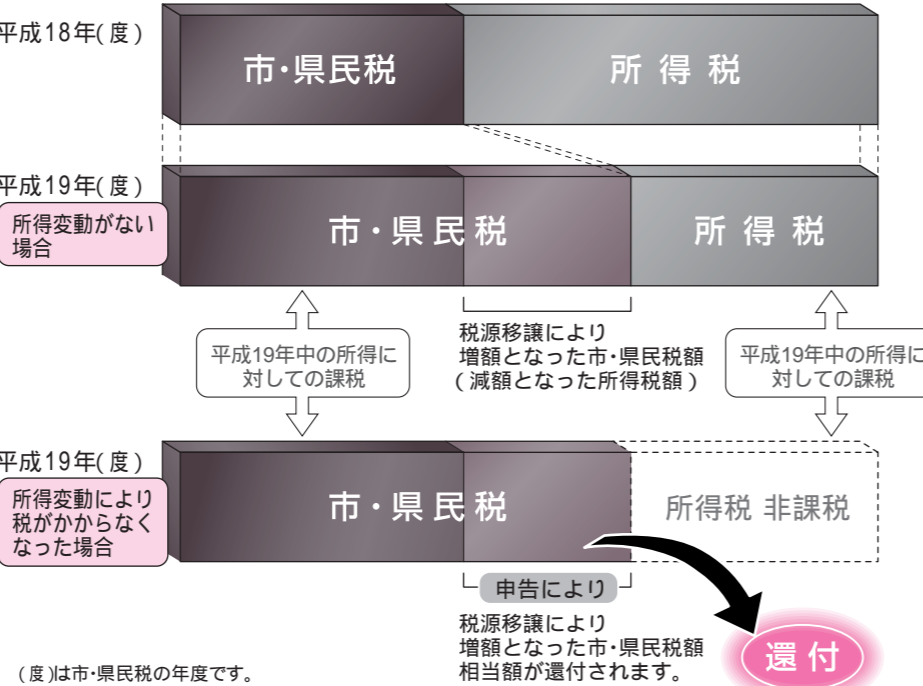 平成18年(度)
市・県民税
所得税
平成19年(度)
所得変動がない
場合
市・県民税
所得税
平成19年中の所得に
対しての課税
税源移譲により
増額となった市・県民税額
(減額となった所得税額)
平成19年中の所得に
対しての課税
平成19年(度)
所得変動により
税がかからなく
なった場合
市・県民税
所得税 非課税
申告により
税源移譲により
増額となった市・県民税額
相当額が還付されます。
還付
(度)は市・県民税の年度です。